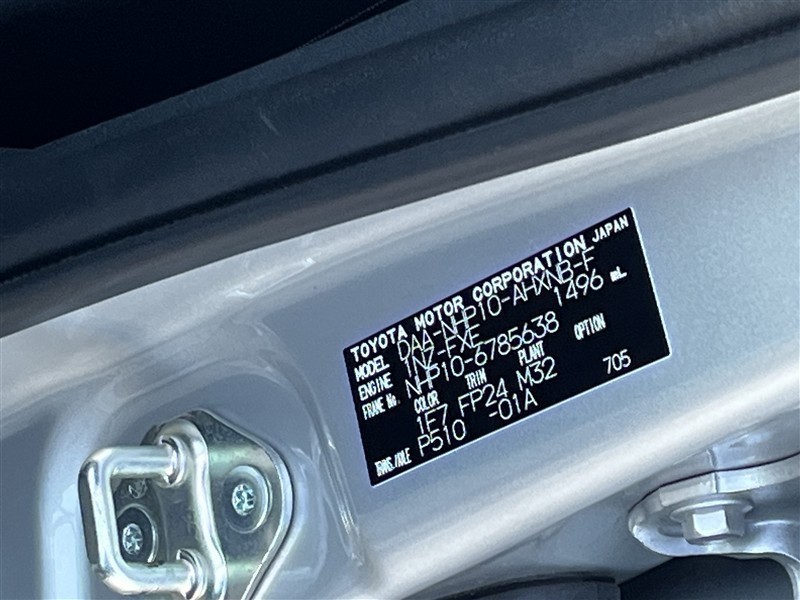 TOYOTA MOTOR CORPORATION JAPAN
MODEL DAA-NHP10-AHXNB-F
ENGINE 1NZ-FXE 1496 mL
FRAME No. NHP10-6785638
COLOR TRIM PLANT OPTION
1F7 FP24 M32
TRANS./AXLE P510 -01A 705